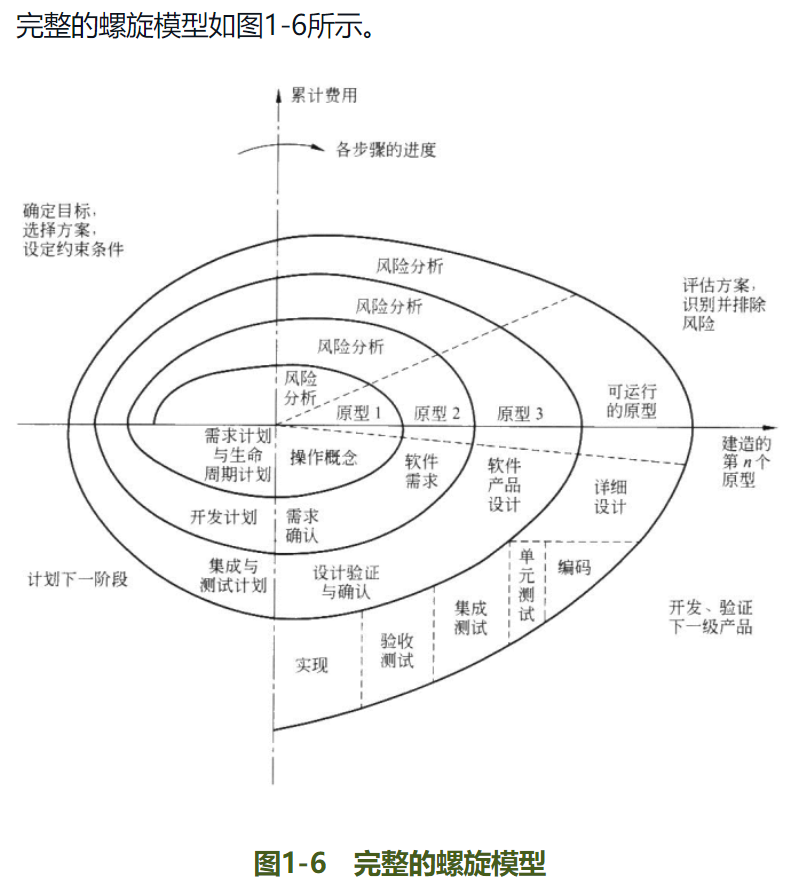 完整的螺旋模型如图1-6所示。
累计费用
各步骤的进度
确定目标，
选择方案，
设定约束条件
风险分析
评估方案，
识别并排除
风险
风险分析
风险分析
风险
分析
可运行
的原型
原型 1
原型 2
原型 3
建造的
第 n 个
原型
需求计划
与生命
周期计划
操作概念
软件
需求
软件
产品
设计
详细
设计
开发计划
需求
确认
集成与
测试计划
设计验证
与确认
计划下一阶段
单
元
测
试
编码
集成
测试
验收
测试
实现
开发、验证
下一级产品
图1-6 完整的螺旋模型